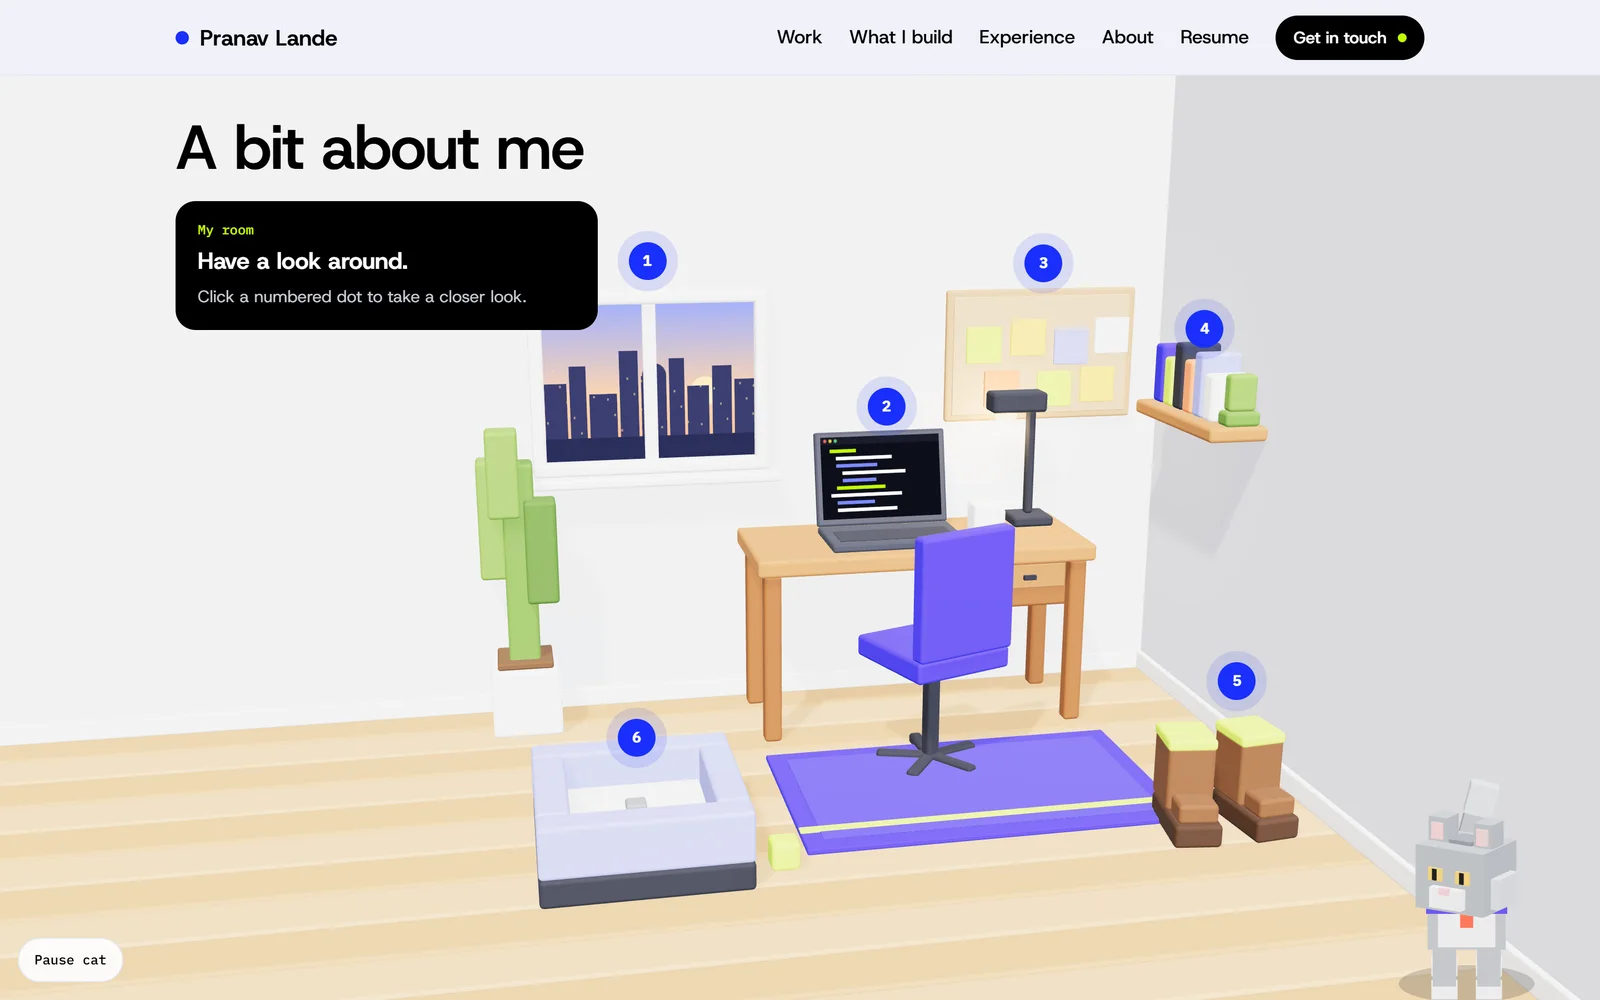 Pranav Lande
Work
What I build
Experience
About
Resume
Get in touch
A bit about me
My room
Have a look around.
Click a numbered dot to take a closer look.
1
3
4
2
5
6
Pause cat